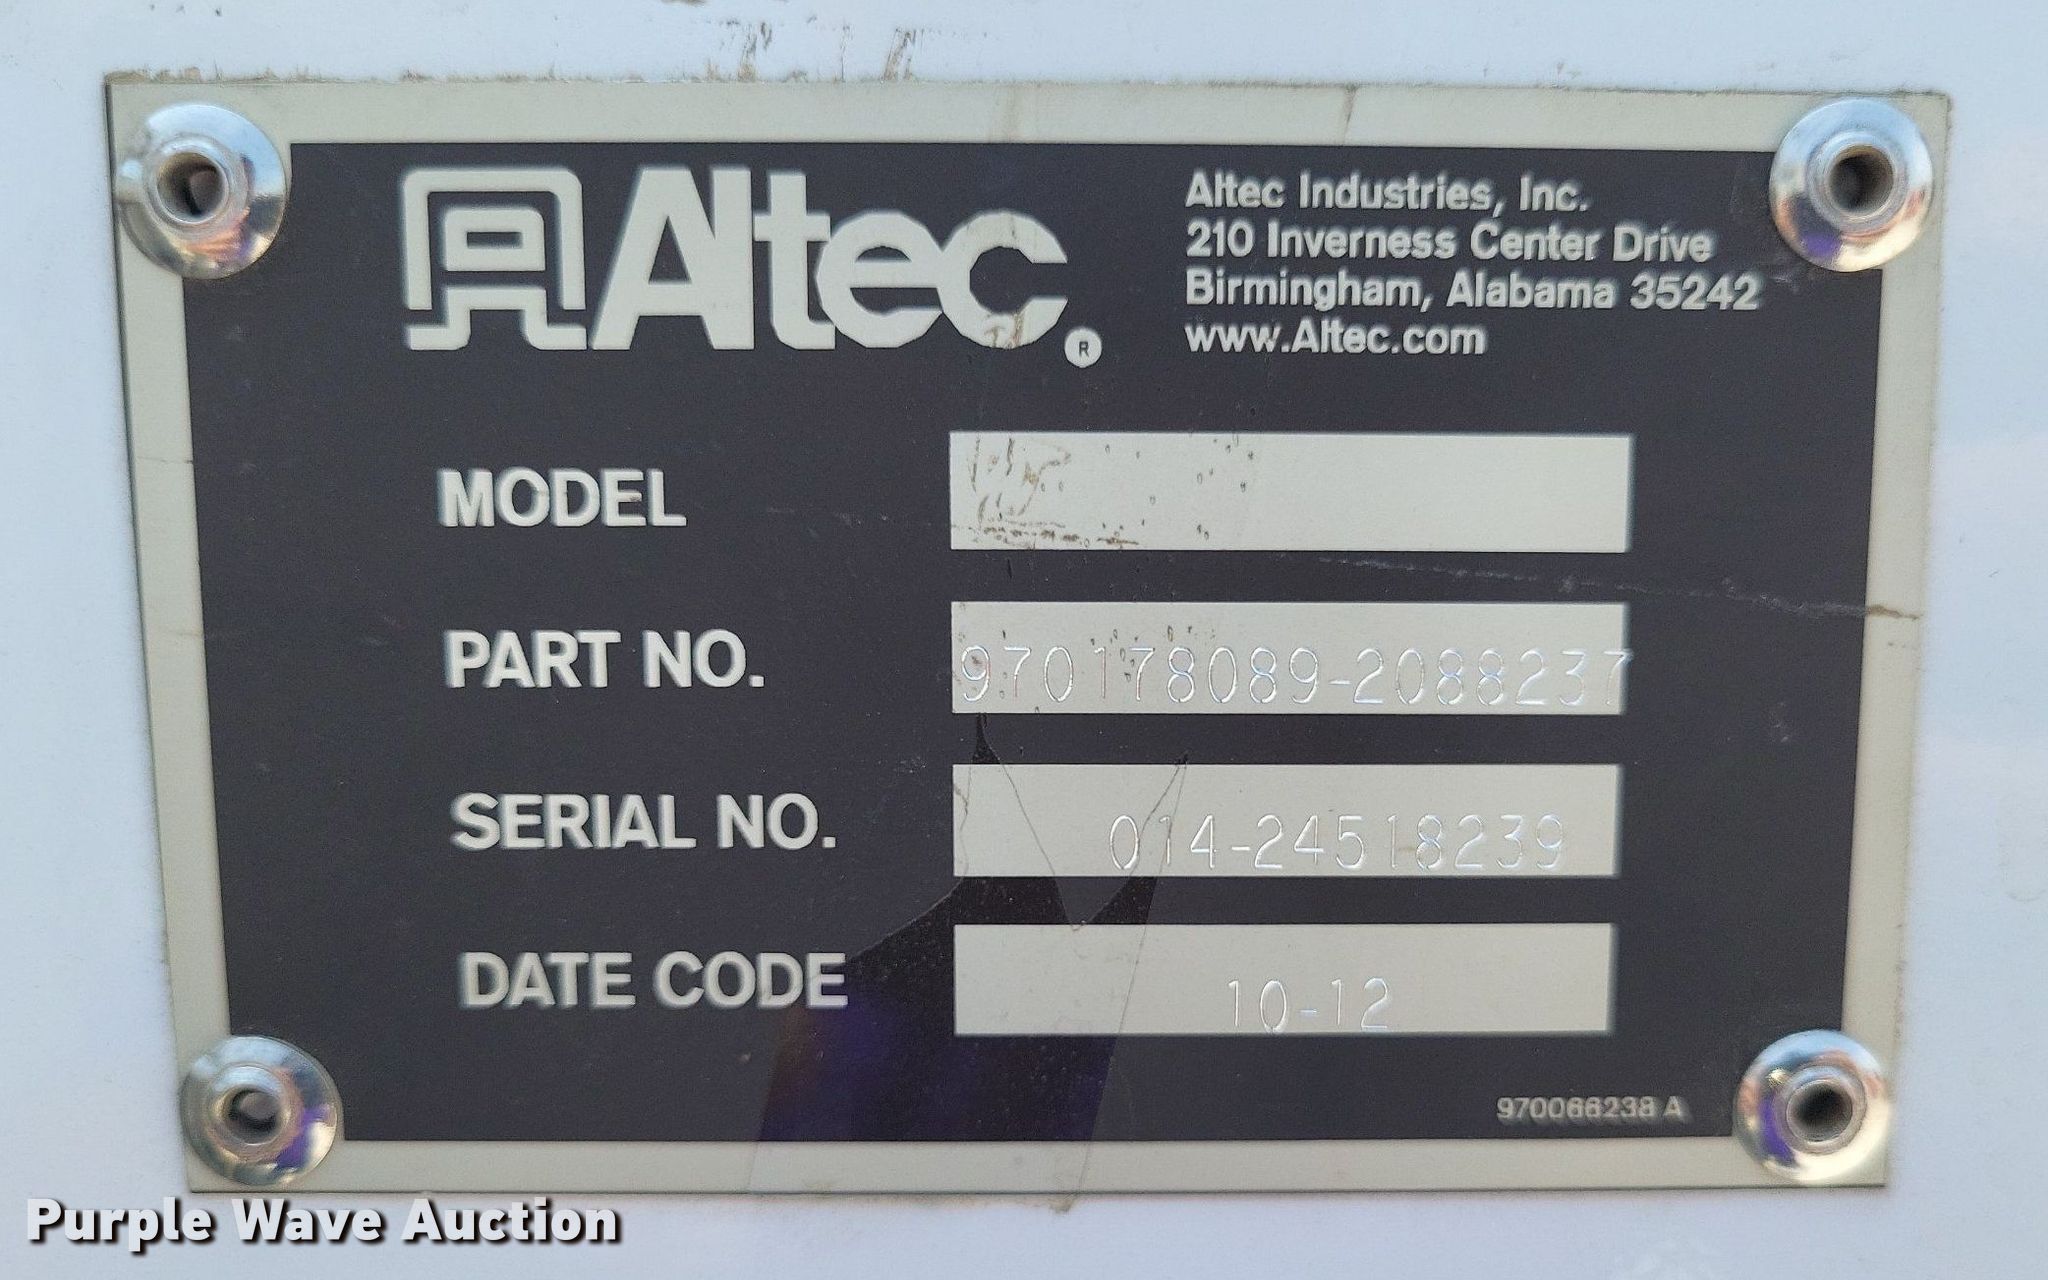 Altec®
Altec Industries, Inc.
210 Inverness Center Drive
Birmingham, Alabama 35242
www.Altec.com
MODEL
PART NO. 970178089-2088237
SERIAL NO. 014-24518239
DATE CODE 10-12
970066238 A
Purple Wave Auction